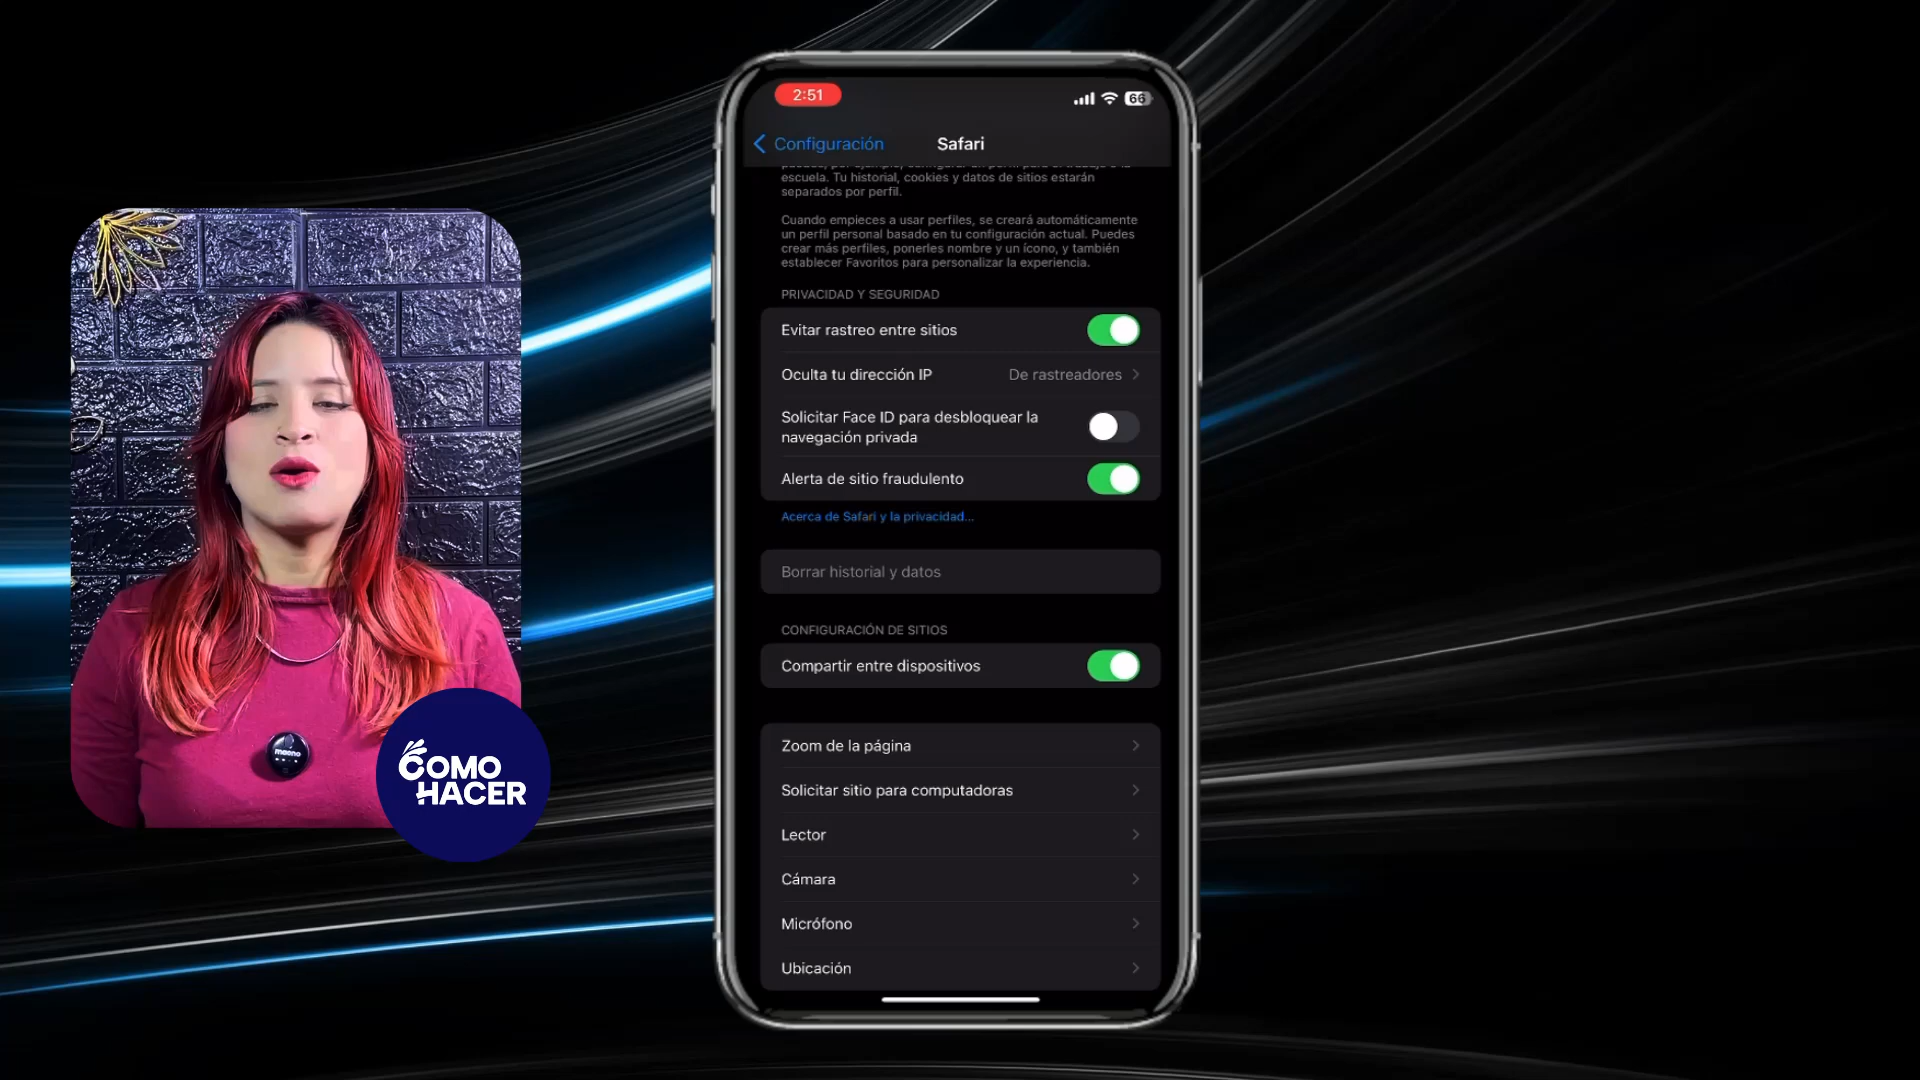 2:51
66
Configuración
Safari
escuela. Tu historial, cookies y datos de sitios estarán
separados por perfil.
Cuando empieces a usar perfiles, se creará automáticamente
un perfil personal basado en tu configuración actual. Puedes
crear más perfiles, ponerles nombre y un ícono, y también
establecer Favoritos para personalizar la experiencia.
PRIVACIDAD Y SEGURIDAD
Evitar rastreo entre sitios
Oculta tu dirección IP De rastreadores
Solicitar Face ID para desbloquear la
navegación privada
Alerta de sitio fraudulento
Acerca de Safari y la privacidad...
Borrar historial y datos
CONFIGURACIÓN DE SITIOS
Compartir entre dispositivos
Zoom de la página
Solicitar sitio para computadoras
Lector
Cámara
Micrófono
Ubicación
maono
COMO
HACER